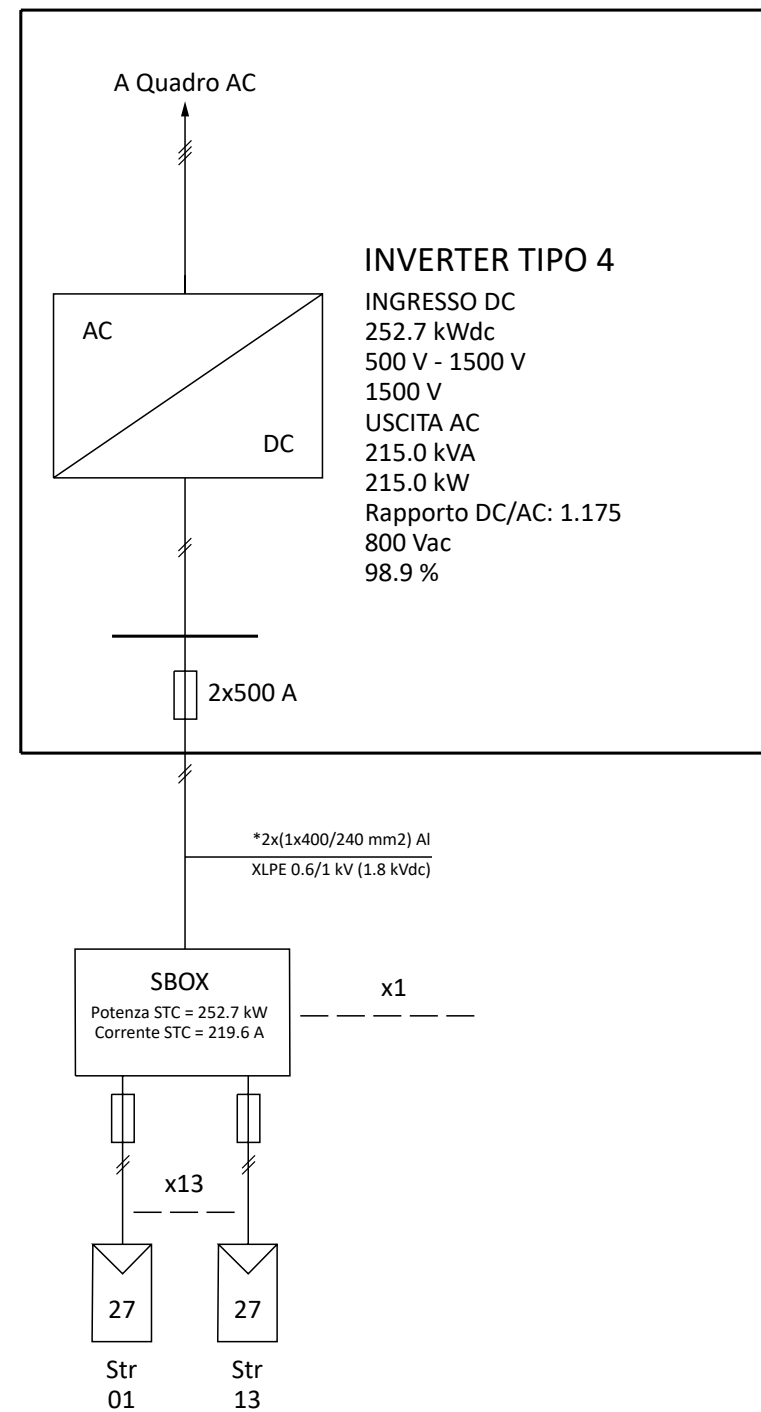 A Quadro AC
AC
DC
INVERTER TIPO 4
INGRESSO DC
252.7 kWdc
500 V - 1500 V
1500 V
USCITA AC
215.0 kVA
215.0 kW
Rapporto DC/AC: 1.175
800 Vac
98.9 %
2x500 A
*2x(1x400/240 mm2) Al
XLPE 0.6/1 kV (1.8 kVdc)
SBOX
Potenza STC = 252.7 kW
Corrente STC = 219.6 A
x1
x13
27
27
Str
01
Str
13